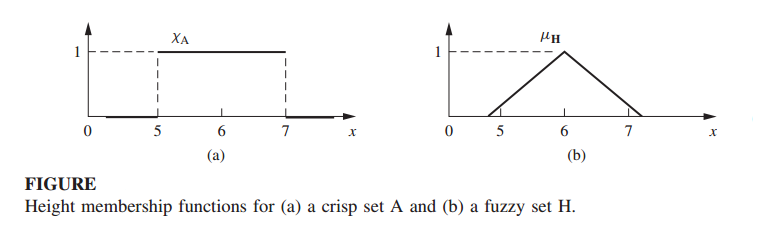 χA
1
0 5 6 7 x
(a)
μH
1
0 5 6 7 x
(b)
FIGURE
Height membership functions for (a) a crisp set A and (b) a fuzzy set H.